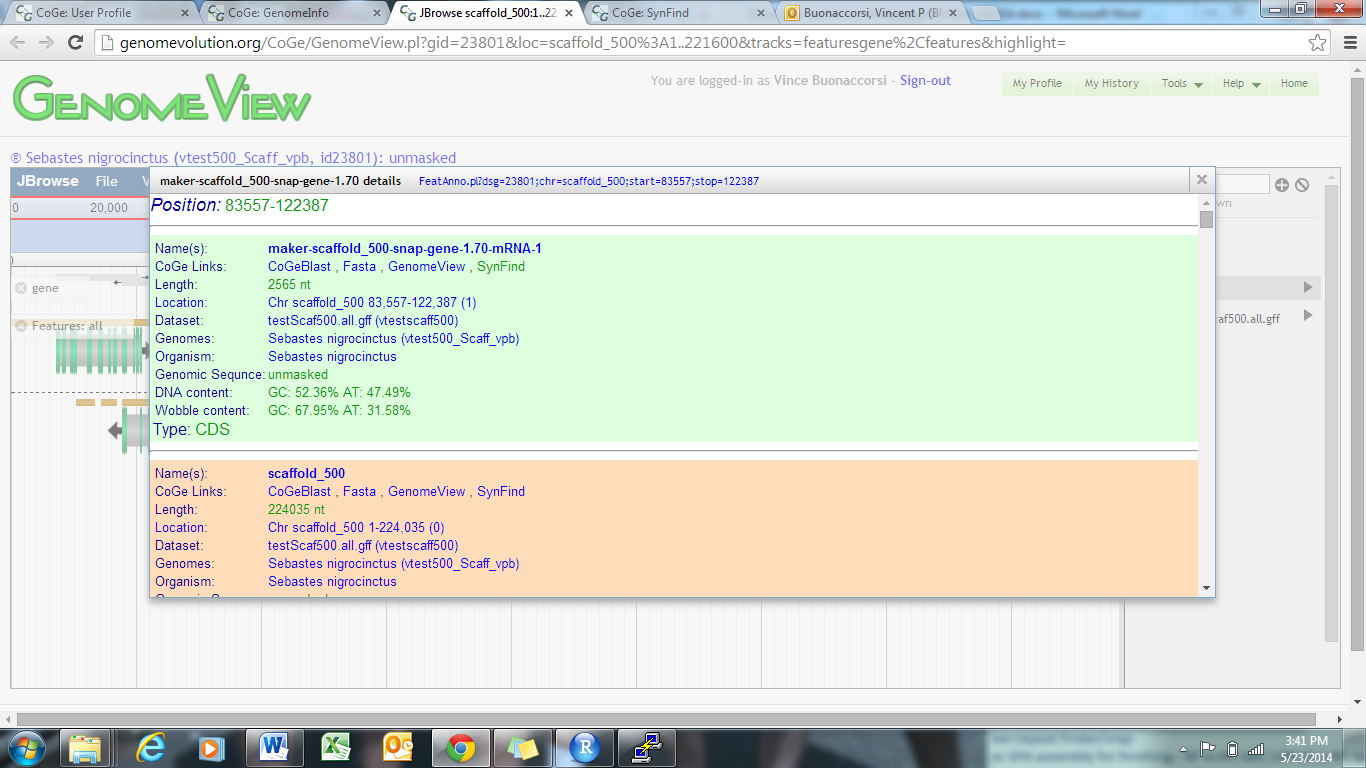 CoGe: User Profile
CoGe: GenomeInfo
JBrowse scaffold_500:1..22
CoGe: SynFind
Buonaccorsi, Vincent P (B
genomevolution.org/CoGe/GenomeView.pl?gid=23801&loc=scaffold_500%3A1..221600&tracks=featuresgene%2Cfeatures&highlight=
GENOMEVIEW
You are logged-in as Vince Buonaccorsi - Sign-out
My Profile
My History
Tools
Help
Home
® Sebastes nigrocinctus (vtest500_Scaff_vpb, id23801): unmasked
JBrowse File V
0 20,000
gene
Features: all
af500.all.gff
maker-scaffold_500-snap-gene-1.70 details FeatAnno.pl?dsg=23801;chr=scaffold_500;start=83557;stop=122387
Position: 83557-122387
Name(s): maker-scaffold_500-snap-gene-1.70-mRNA-1
CoGe Links: CoGeBlast , Fasta , GenomeView , SynFind
Length: 2565 nt
Location: Chr scaffold_500 83,557-122,387 (1)
Dataset: testScaf500.all.gff (vtestscaff500)
Genomes: Sebastes nigrocinctus (vtest500_Scaff_vpb)
Organism: Sebastes nigrocinctus
Genomic Sequnce: unmasked
DNA content: GC: 52.36% AT: 47.49%
Wobble content: GC: 67.95% AT: 31.58%
Type: CDS
Name(s): scaffold_500
CoGe Links: CoGeBlast , Fasta , GenomeView , SynFind
Length: 224035 nt
Location: Chr scaffold_500 1-224,035 (0)
Dataset: testScaf500.all.gff (vtestscaff500)
Genomes: Sebastes nigrocinctus (vtest500_Scaff_vpb)
Organism: Sebastes nigrocinctus
3:41 PM
5/23/2014